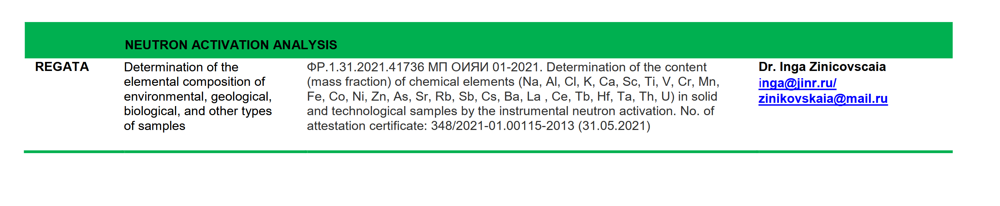 NEUTRON ACTIVATION ANALYSIS
REGATA
Determination of the
elemental composition of
environmental, geological,
biological, and other types
of samples
ФР.1.31.2021.41736 МП ОИЯИ 01-2021. Determination of the content
(mass fraction) of chemical elements (Na, Al, Cl, K, Ca, Sc, Ti, V, Cr, Mn,
Fe, Co, Ni, Zn, As, Sr, Rb, Sb, Cs, Ba, La , Ce, Tb, Hf, Ta, Th, U) in solid
and technological samples by the instrumental neutron activation. No. of
attestation certificate: 348/2021-01.00115-2013 (31.05.2021)
Dr. Inga Zinicovscaia
inga@jinr.ru/
zinikovskaia@mail.ru